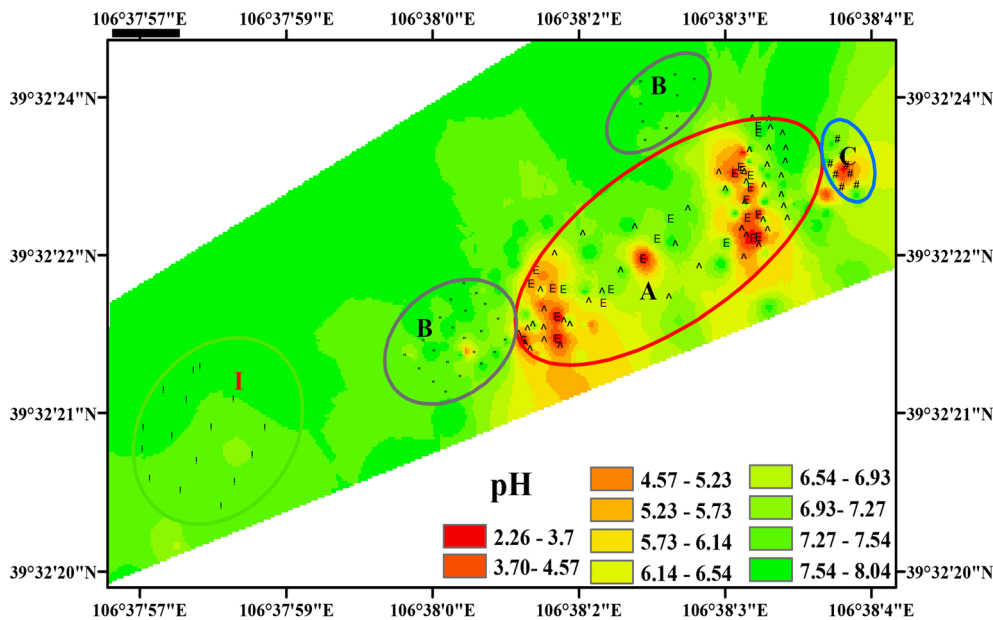 106°37'57"E 106°37'59"E 106°38'0"E 106°38'2"E 106°38'3"E 106°38'4"E
39°32'24"N 39°32'24"N
B
C
39°32'22"N 39°32'22"N
A
B
I
39°32'21"N 39°32'21"N
pH
2.26 - 3.7
3.70- 4.57
4.57 - 5.23
5.23 - 5.73
5.73 - 6.14
6.14 - 6.54
6.54 - 6.93
6.93- 7.27
7.27 - 7.54
7.54 - 8.04
39°32'20"N 39°32'20"N
106°37'57"E 106°37'59"E 106°38'0"E 106°38'2"E 106°38'3"E 106°38'4"E